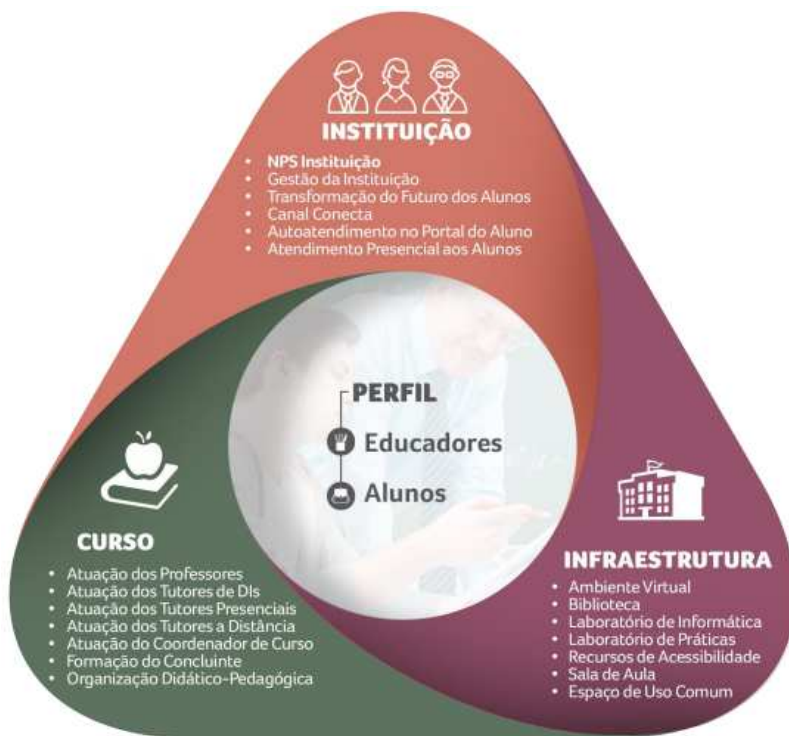 INSTITUIÇÃO
• NPS Instituição
• Gestão da Instituição
• Transformação do Futuro dos Alunos
• Canal Conecta
• Autoatendimento no Portal do Aluno
• Atendimento Presencial aos Alunos
PERFIL
Educadores
Alunos
CURSO
• Atuação dos Professores
• Atuação dos Tutores de DIs
• Atuação dos Tutores Presenciais
• Atuação dos Tutores a Distância
• Atuação do Coordenador de Curso
• Formação do Concluinte
• Organização Didático-Pedagógica
INFRAESTRUTURA
• Ambiente Virtual
• Biblioteca
• Laboratório de Informática
• Laboratório de Práticas
• Recursos de Acessibilidade
• Sala de Aula
• Espaço de Uso Comum